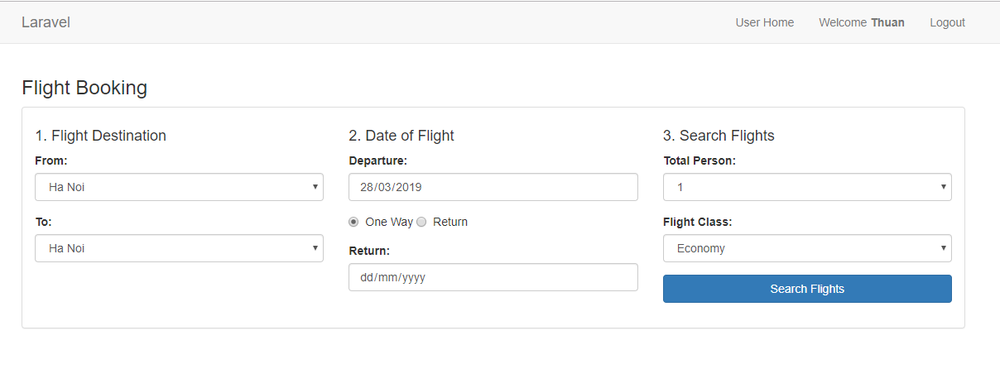 Laravel
User Home Welcome Thuan Logout
Flight Booking
1. Flight Destination
From:
Ha Noi
To:
Ha Noi
2. Date of Flight
Departure:
28/03/2019
One Way Return
Return:
dd/mm/yyyy
3. Search Flights
Total Person:
1
Flight Class:
Economy
Search Flights